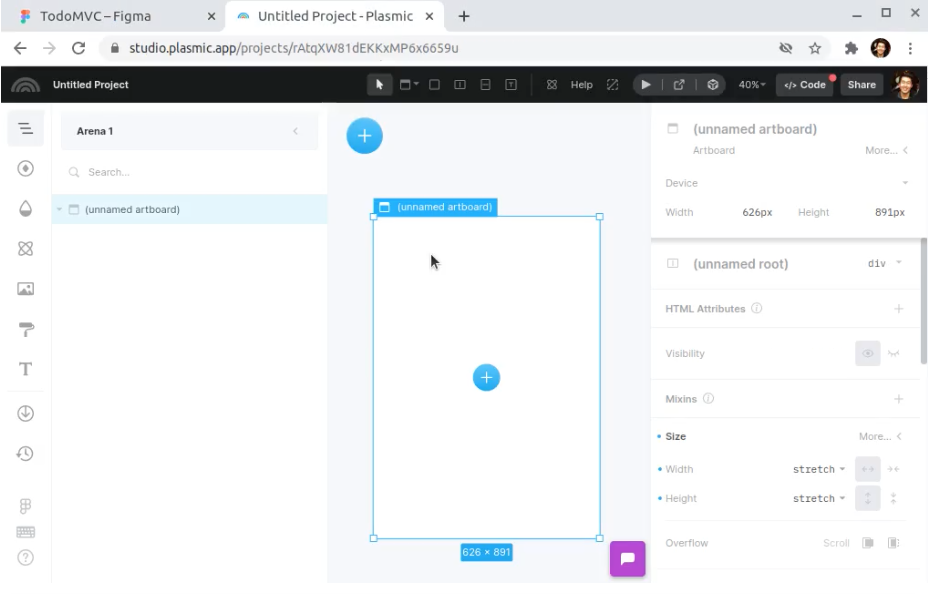 TodoMVC – Figma
Untitled Project - Plasmic
studio.plasmic.app/projects/rAtqXW81dEKKxMP6x6659u
Untitled Project
Help
40%
</> Code
Share
Arena 1
Search...
(unnamed artboard)
(unnamed artboard)
626 × 891
(unnamed artboard)
Artboard
More...
Device
Width 626px Height 891px
(unnamed root) div
HTML Attributes
Visibility
Mixins
Size More...
Width stretch
Height stretch
Overflow Scroll